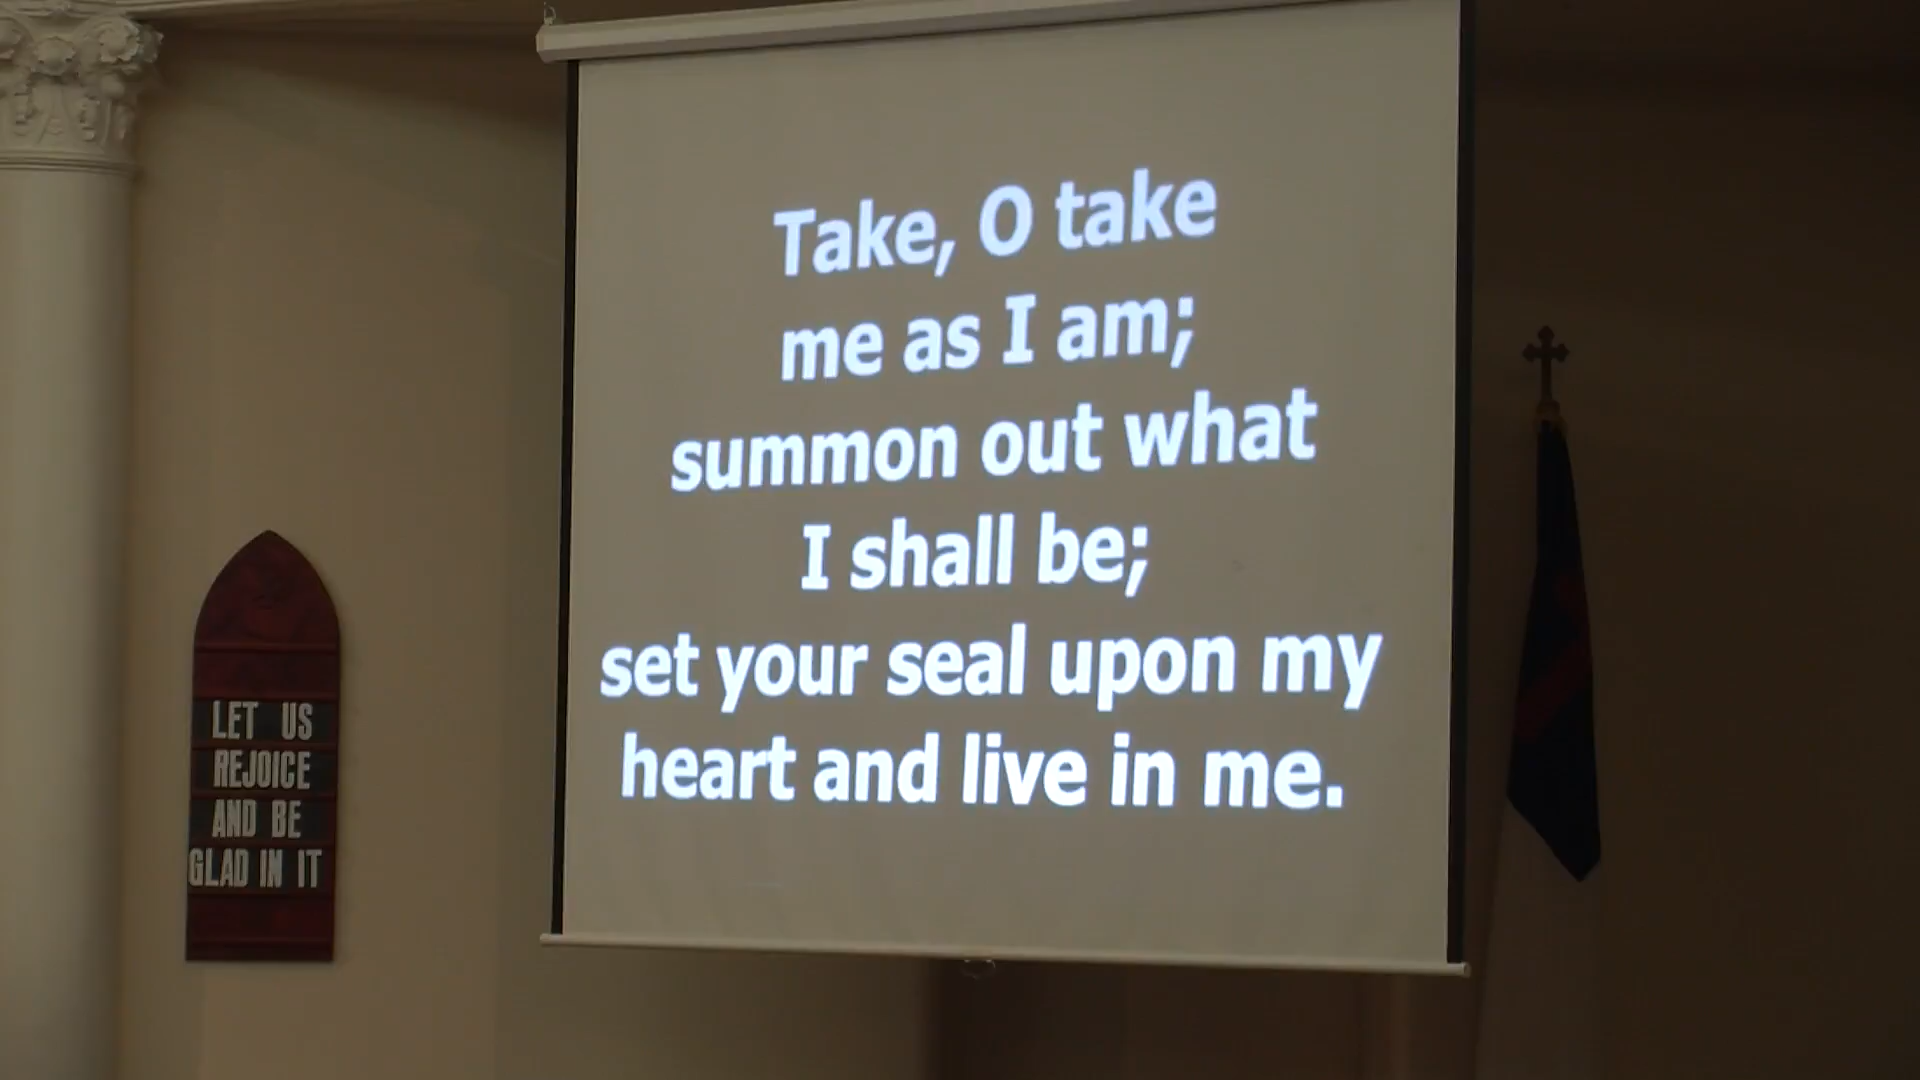 Take, O take
me as I am;
summon out what
I shall be;
set your seal upon my
heart and live in me.
LET US
REJOICE
AND BE
GLAD IN IT